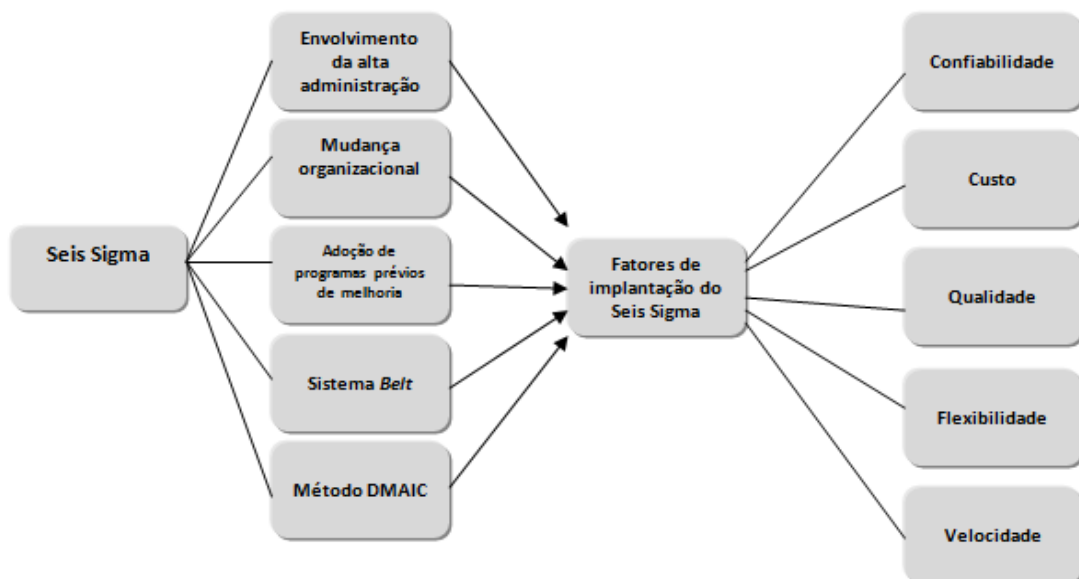 Seis Sigma
Envolvimento
da alta
administração
Mudança
organizacional
Adoção de
programas prévios
de melhoria
Sistema Belt
Método DMAIC
Fatores de
implantação do
Seis Sigma
Confiabilidade
Custo
Qualidade
Flexibilidade
Velocidade